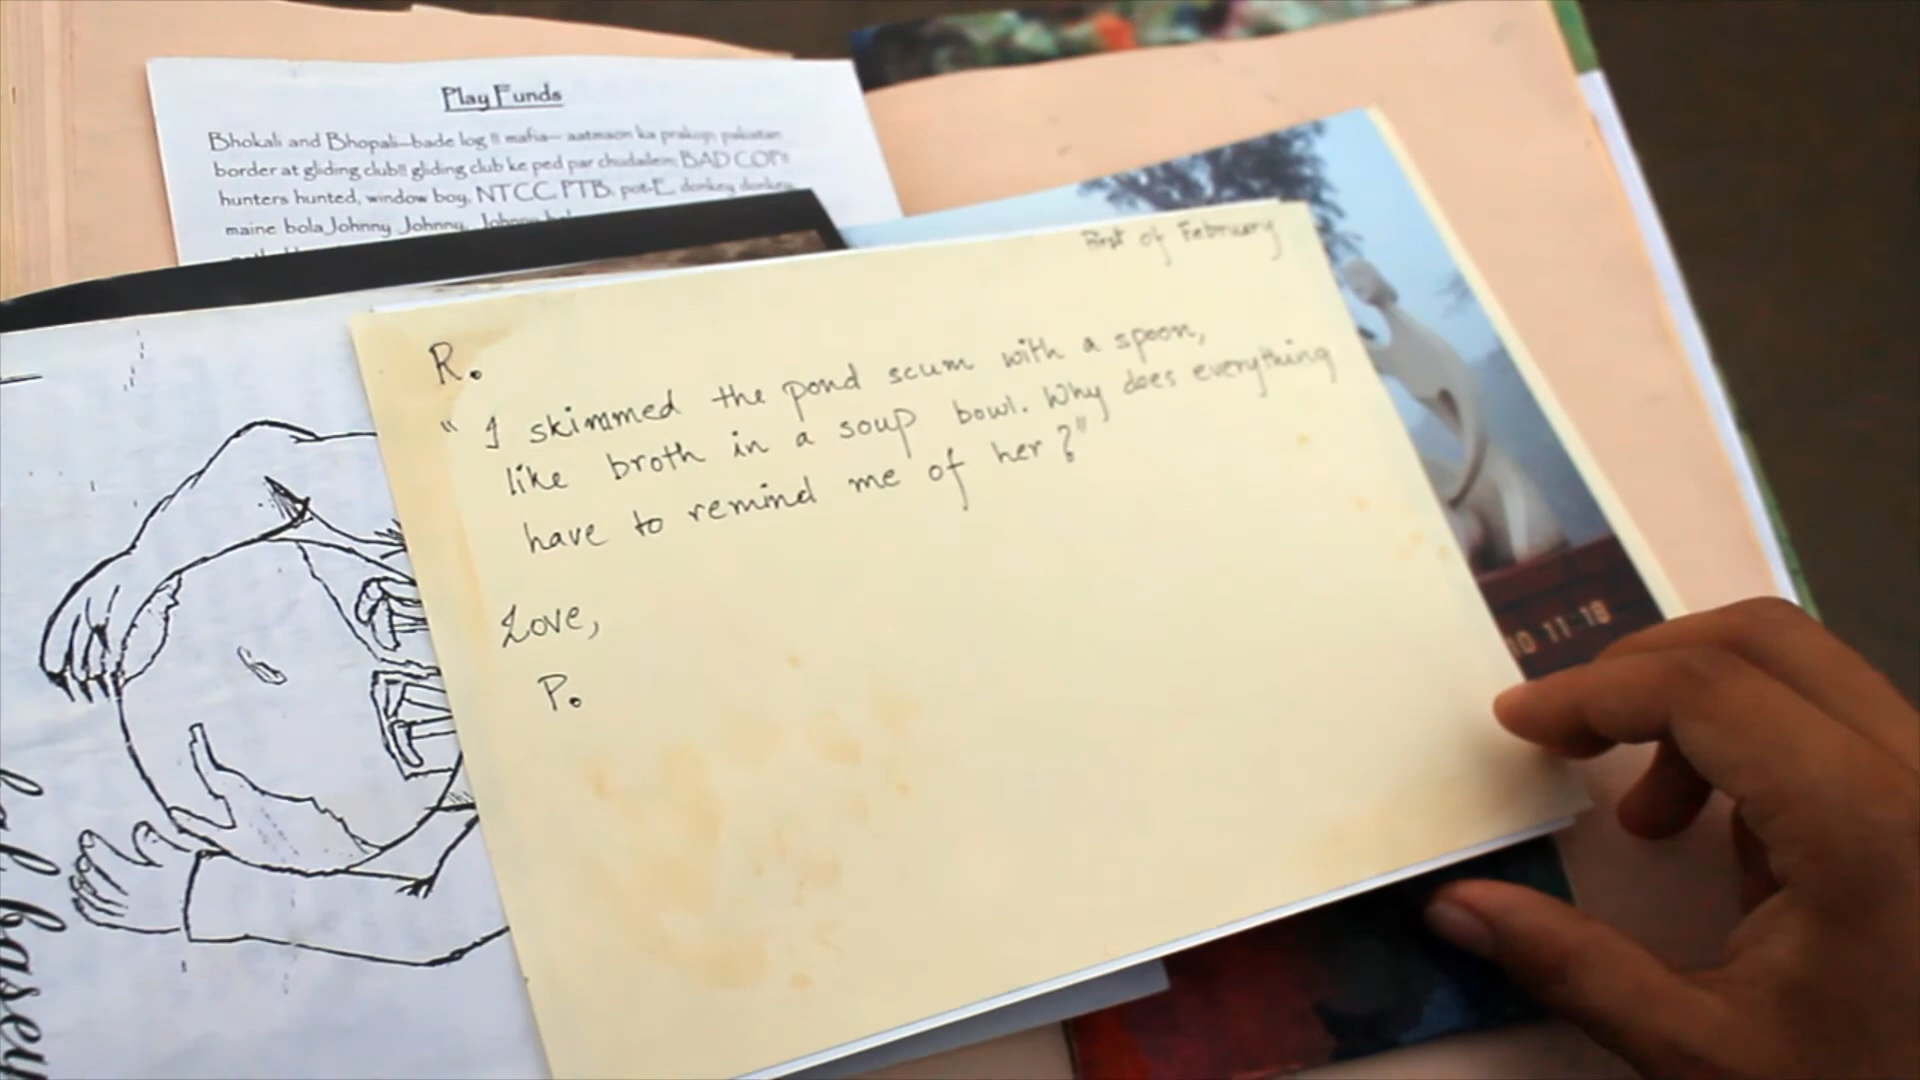 Play Funds
Bhokali and Bhopali—bade log !! mafia— aatmaon ka prakop; pakistan
border at gliding club!! gliding club ke ped par chudailein; BAD COP!
hunters hunted, window boy, NTCC, PTB, pot-E, donkey donkey,
maine bola Johnny Johnny, Johnny
First of February
R.
"I skimmed the pond scum with a spoon,
like broth in a soup bowl. Why does everything
have to remind me of her?"
Love,
P.
10 11 18